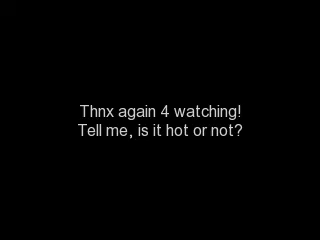 Thnx again 4 watching!
Tell me, is it hot or not?